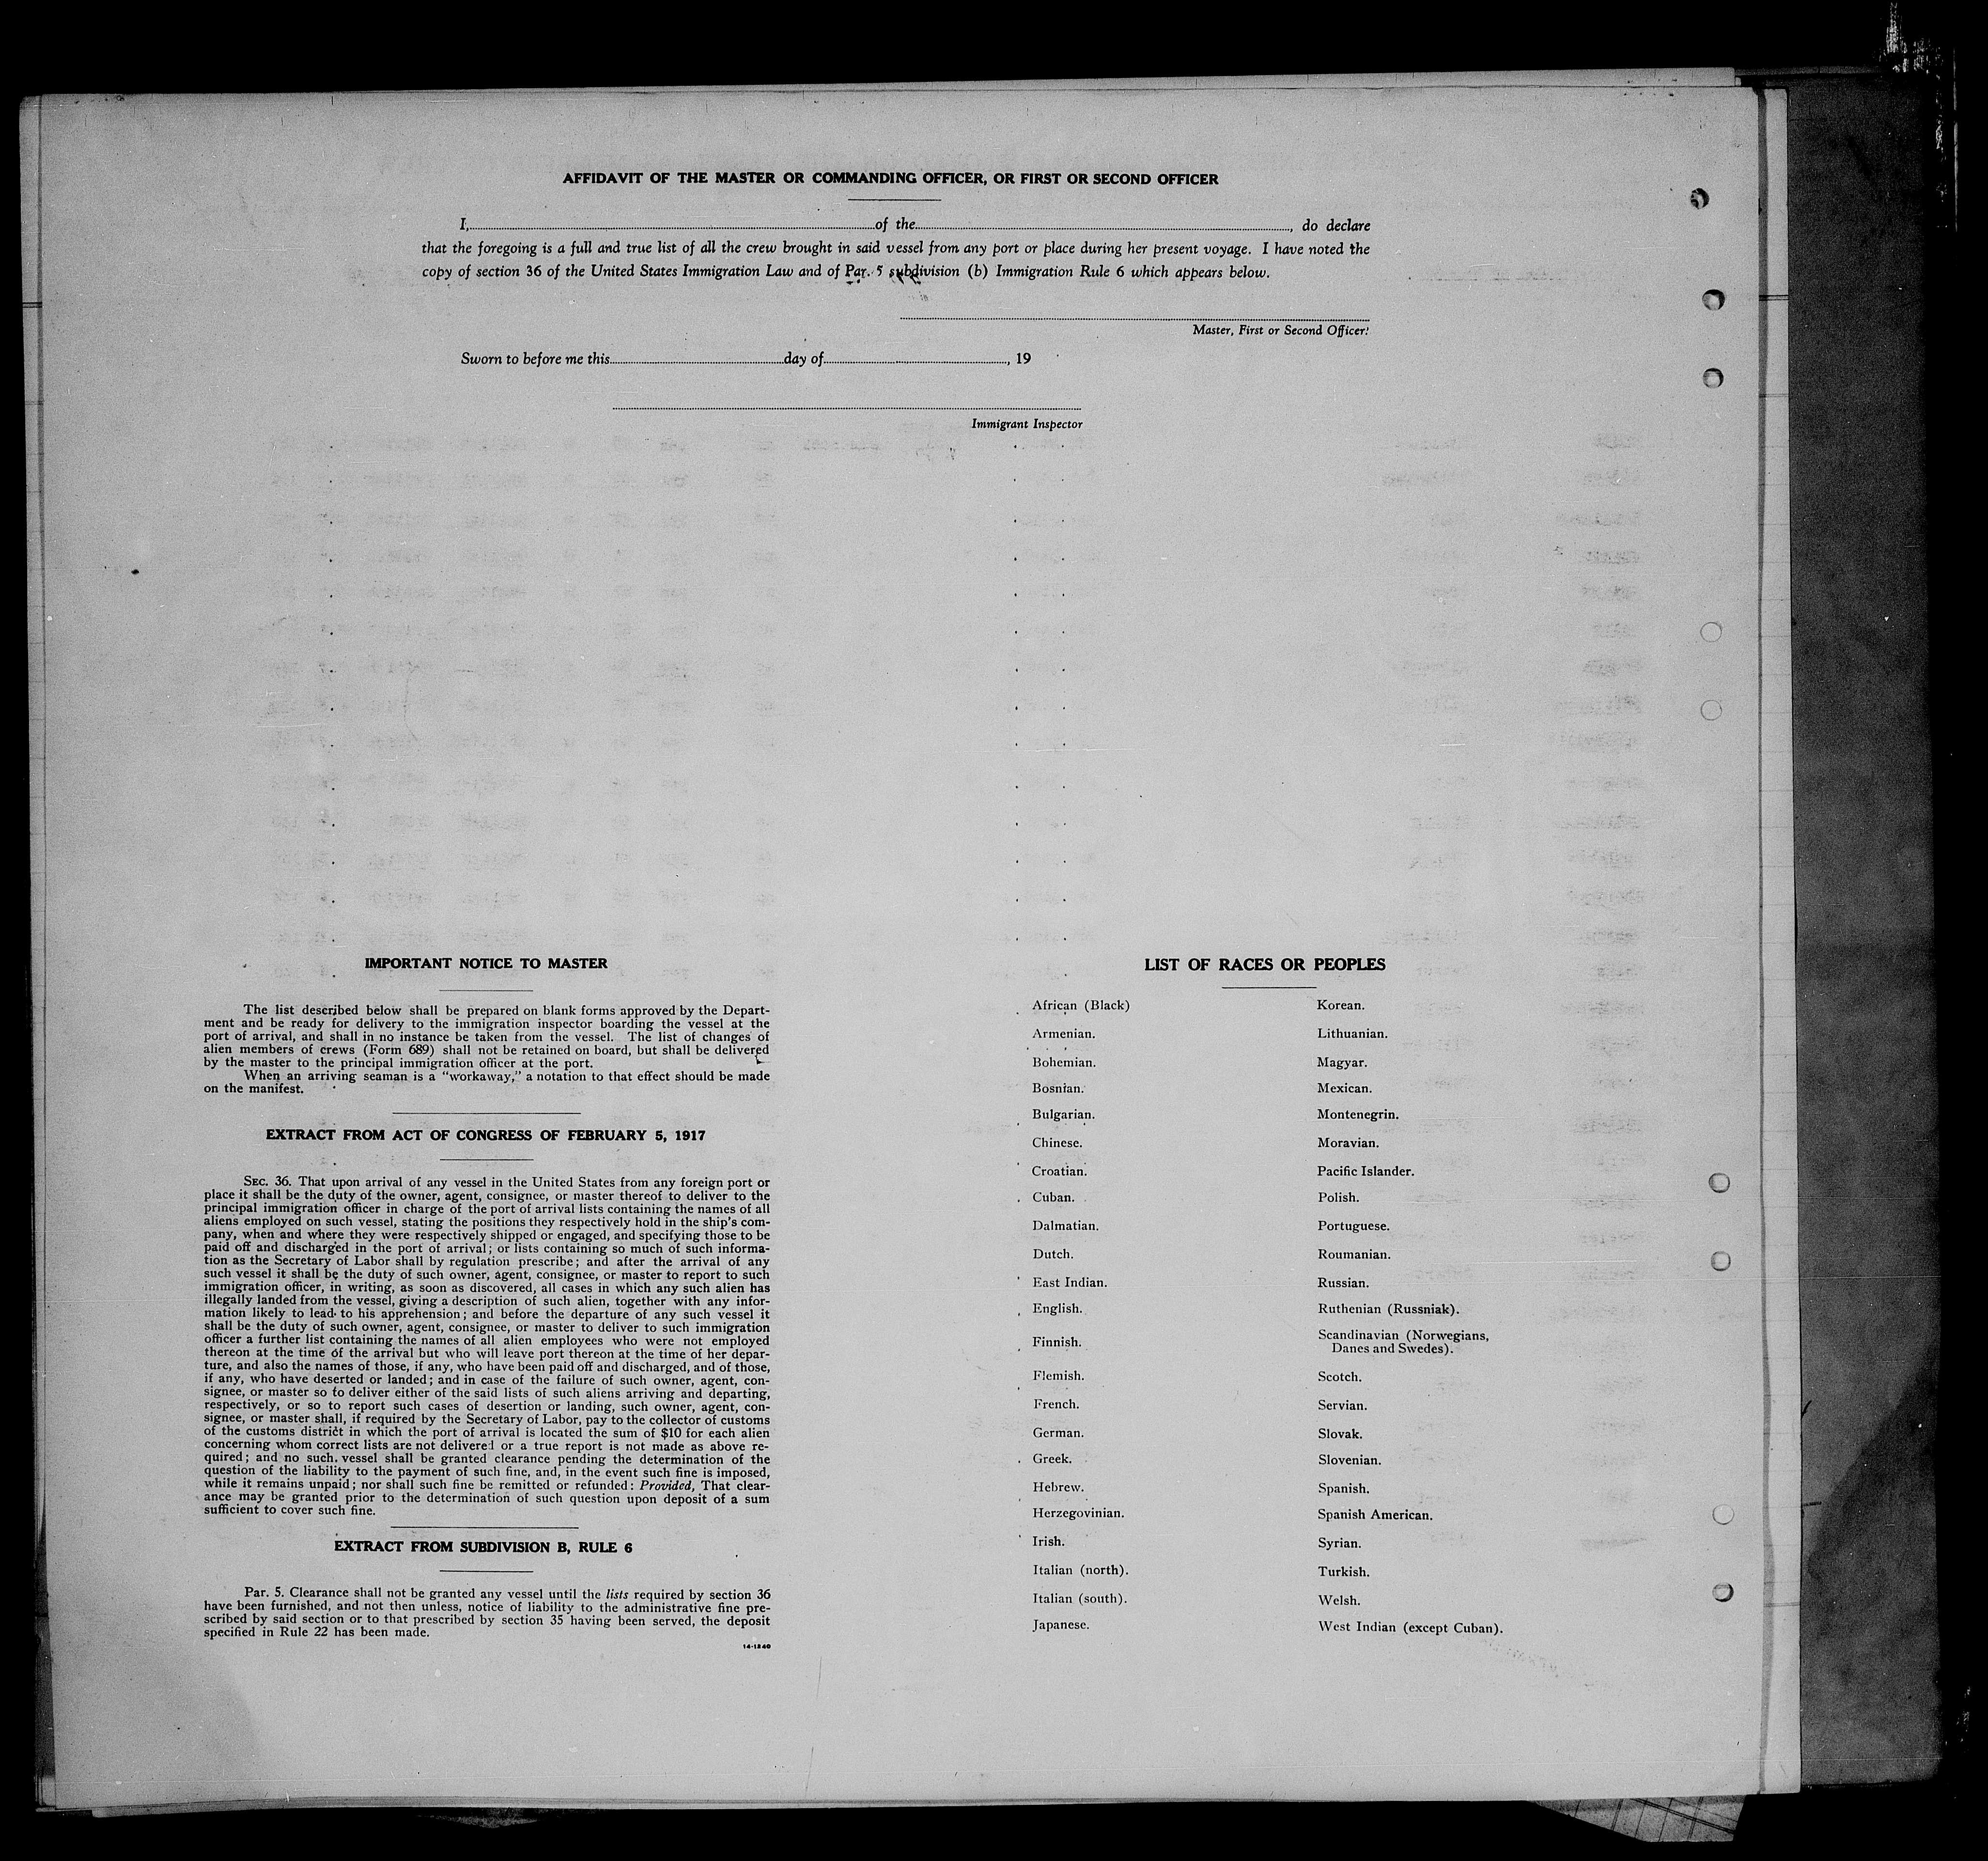 AFFIDAVIT OF THE MASTER OR COMMANDING OFFICER, OR FIRST OR SECOND OFFICER
I, of the , do declare
that the foregoing is a full and true list of all the crew brought in said vessel from any port or place during her present voyage. I have noted the
copy of section 36 of the United States Immigration Law and of Par. 5 subdivision (b) Immigration Rule 6 which appears below.
Master, First or Second Officer.
Sworn to before me this day of , 19
Immigrant Inspector
IMPORTANT NOTICE TO MASTER
The list described below shall be prepared on blank forms approved by the Depart-
ment and be ready for delivery to the immigration inspector boarding the vessel at the
port of arrival, and shall in no instance be taken from the vessel. The list of changes of
alien members of crews (Form 689) shall not be retained on board, but shall be delivered
by the master to the principal immigration officer at the port.
When an arriving seaman is a "workaway," a notation to that effect should be made
on the manifest.
EXTRACT FROM ACT OF CONGRESS OF FEBRUARY 5, 1917
SEC. 36. That upon arrival of any vessel in the United States from any foreign port or
place it shall be the duty of the owner, agent, consignee, or master thereof to deliver to the
principal immigration officer in charge of the port of arrival lists containing the names of all
aliens employed on such vessel, stating the positions they respectively hold in the ship's com-
pany, when and where they were respectively shipped or engaged, and specifying those to be
paid off and discharged in the port of arrival; or lists containing so much of such informa-
tion as the Secretary of Labor shall by regulation prescribe; and after the arrival of any
such vessel it shall be the duty of such owner, agent, consignee, or master to report to such
immigration officer, in writing, as soon as discovered, all cases in which any such alien has
illegally landed from the vessel, giving a description of such alien, together with any infor-
mation likely to lead to his apprehension; and before the departure of any such vessel it
shall be the duty of such owner, agent, consignee, or master to deliver to such immigration
officer a further list containing the names of all alien employees who were not employed
thereon at the time of the arrival but who will leave port thereon at the time of her depar-
ture, and also the names of those, if any, who have been paid off and discharged, and of those,
if any, who have deserted or landed; and in case of the failure of such owner, agent, con-
signee, or master so to deliver either of the said lists of such aliens arriving and departing,
respectively, or so to report such cases of desertion or landing, such owner, agent, con-
signee, or master shall, if required by the Secretary of Labor, pay to the collector of customs
of the customs district in which the port of arrival is located the sum of $10 for each alien
concerning whom correct lists are not delivered or a true report is not made as above re-
quired; and no such vessel shall be granted clearance pending the determination of the
question of the liability to the payment of such fine, and, in the event such fine is imposed,
while it remains unpaid; nor shall such fine be remitted or refunded: Provided, That clear-
ance may be granted prior to the determination of such question upon deposit of a sum
sufficient to cover such fine.
EXTRACT FROM SUBDIVISION B, RULE 6
Par. 5. Clearance shall not be granted any vessel until the lists required by section 36
have been furnished, and not then unless, notice of liability to the administrative fine pre-
scribed by said section or to that prescribed by section 35 having been served, the deposit
specified in Rule 22 has been made.
14-1240
LIST OF RACES OR PEOPLES
African (Black)
Armenian.
Bohemian.
Bosnian.
Bulgarian.
Chinese.
Croatian.
Cuban.
Dalmatian.
Dutch.
East Indian.
English.
Finnish.
Flemish.
French.
German.
Greek.
Hebrew.
Herzegovinian.
Irish.
Italian (north).
Italian (south).
Japanese.
Korean.
Lithuanian.
Magyar.
Mexican.
Montenegrin.
Moravian.
Pacific Islander.
Polish.
Portuguese.
Roumanian.
Russian.
Ruthenian (Russniak).
Scandinavian (Norwegians,
Danes and Swedes).
Scotch.
Servian.
Slovak.
Slovenian.
Spanish.
Spanish American.
Syrian.
Turkish.
Welsh.
West Indian (except Cuban).